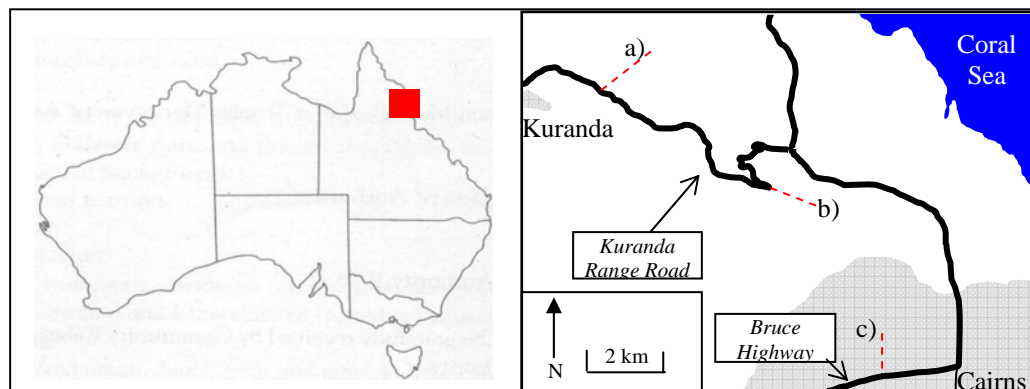 a)
Coral
Sea
Kuranda
b)
Kuranda
Range Road
c)
Bruce
Highway
N
2 km
Cairns